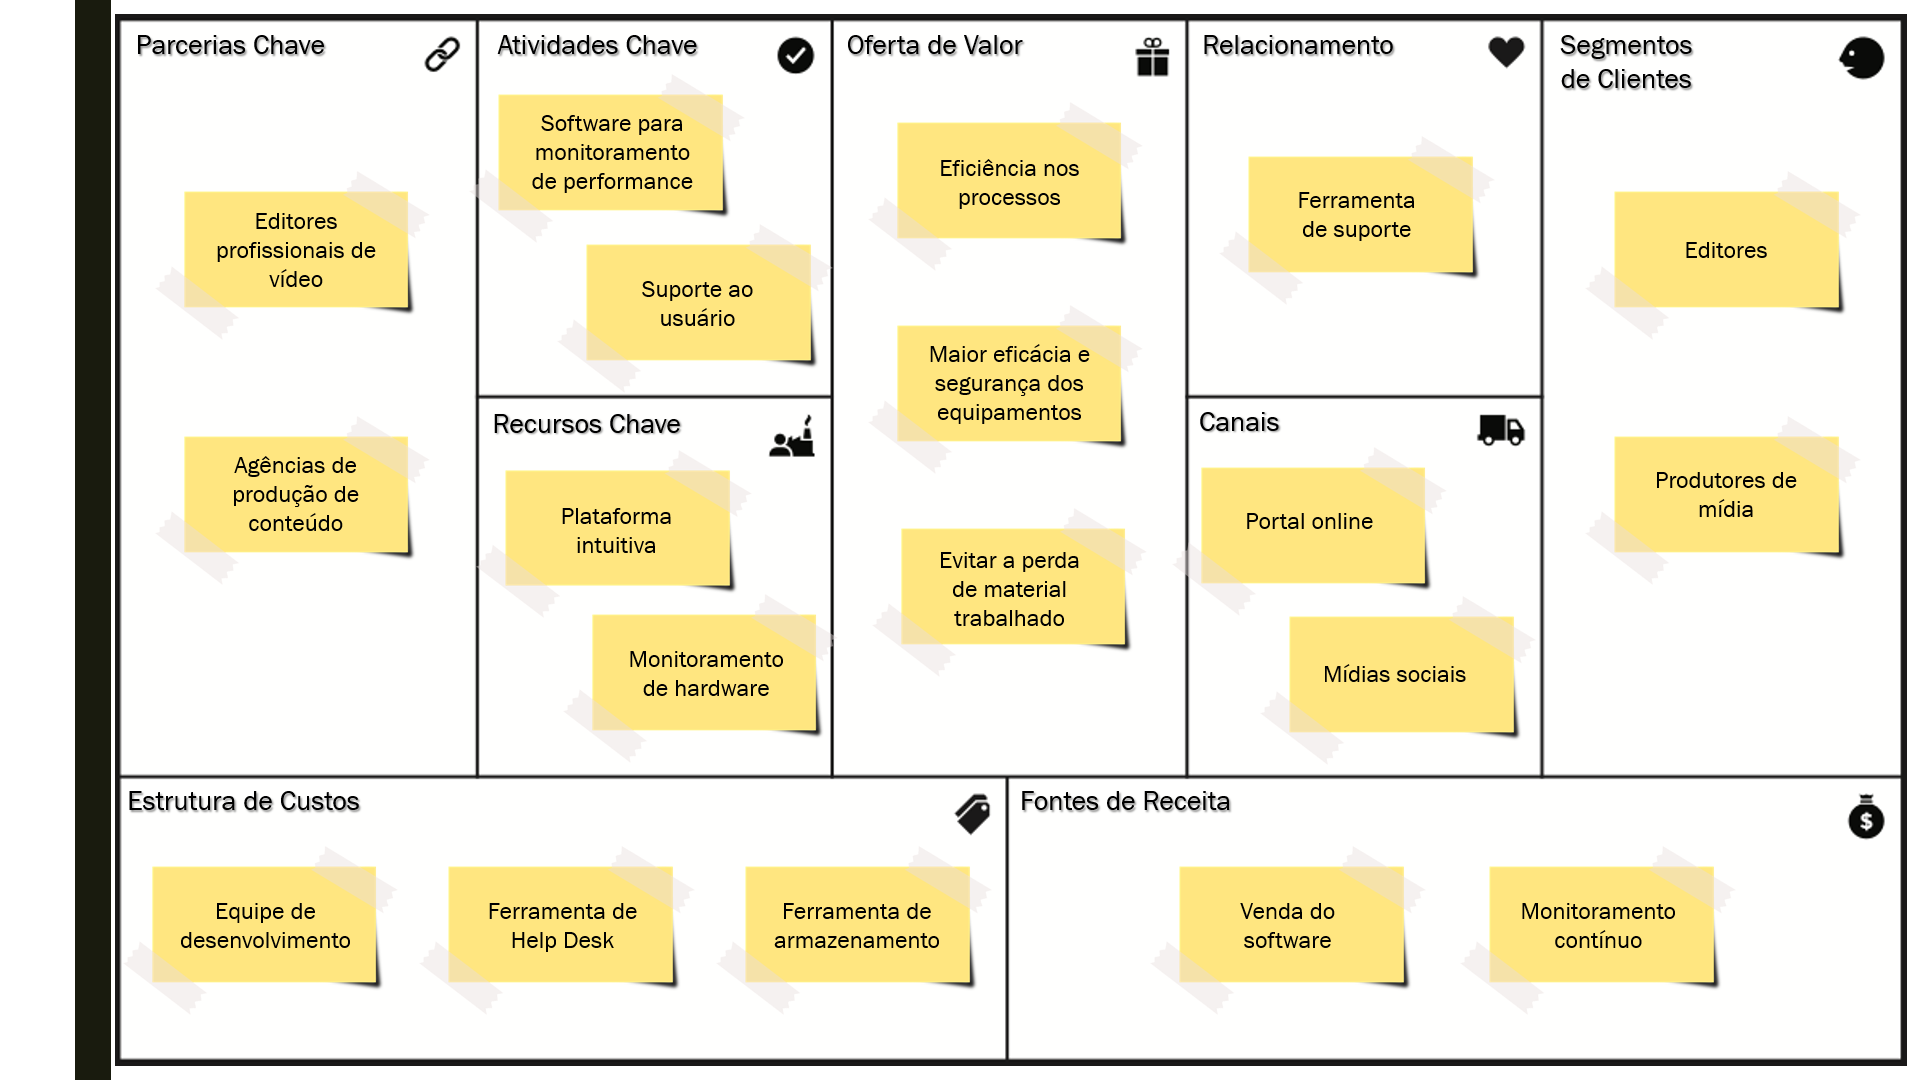 Parcerias Chave
Editores
profissionais de
vídeo
Agências de
produção de
conteúdo
Atividades Chave
Software para
monitoramento
de performance
Suporte ao
usuário
Recursos Chave
Plataforma
intuitiva
Monitoramento
de hardware
Oferta de Valor
Eficiência nos
processos
Maior eficácia e
segurança dos
equipamentos
Evitar a perda
de material
trabalhado
Relacionamento
Ferramenta
de suporte
Canais
Portal online
Mídias sociais
Segmentos
de Clientes
Editores
Produtores de
mídia
Estrutura de Custos
Equipe de
desenvolvimento
Ferramenta de
Help Desk
Ferramenta de
armazenamento
Fontes de Receita
$
Venda do
software
Monitoramento
contínuo